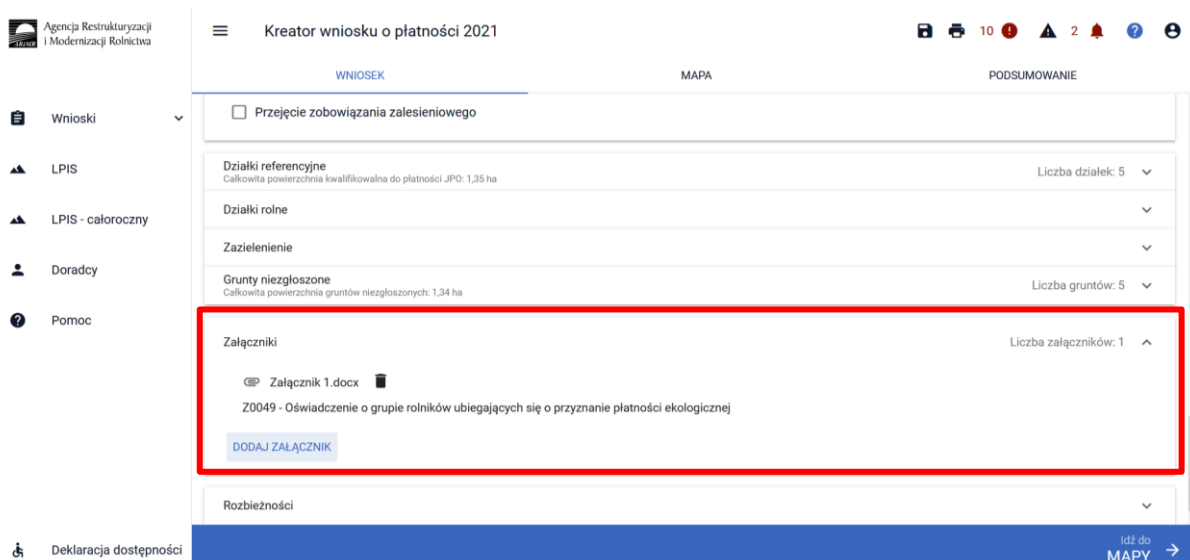 Agencja Restrukturyzacji
i Modernizacji Rolnictwa
ARiMR
Kreator wniosku o płatności 2021
10
2
WNIOSEK
MAPA
PODSUMOWANIE
Wnioski
LPIS
LPIS - całoroczny
Doradcy
Pomoc
Deklaracja dostępności
Przejęcie zobowiązania zalesieniowego
Działki referencyjne
Całkowita powierzchnia kwalifikowalna do płatności JPO: 1,35 ha
Liczba działek: 5
Działki rolne
Zazielenienie
Grunty niezgłoszone
Całkowita powierzchnia gruntów niezgłoszonych: 1,34 ha
Liczba gruntów: 5
Załączniki
Liczba załączników: 1
Załącznik 1.docx
Z0049 - Oświadczenie o grupie rolników ubiegających się o przyznanie płatności ekologicznej
DODAJ ZAŁĄCZNIK
Rozbieżności
Idź do
MAPY